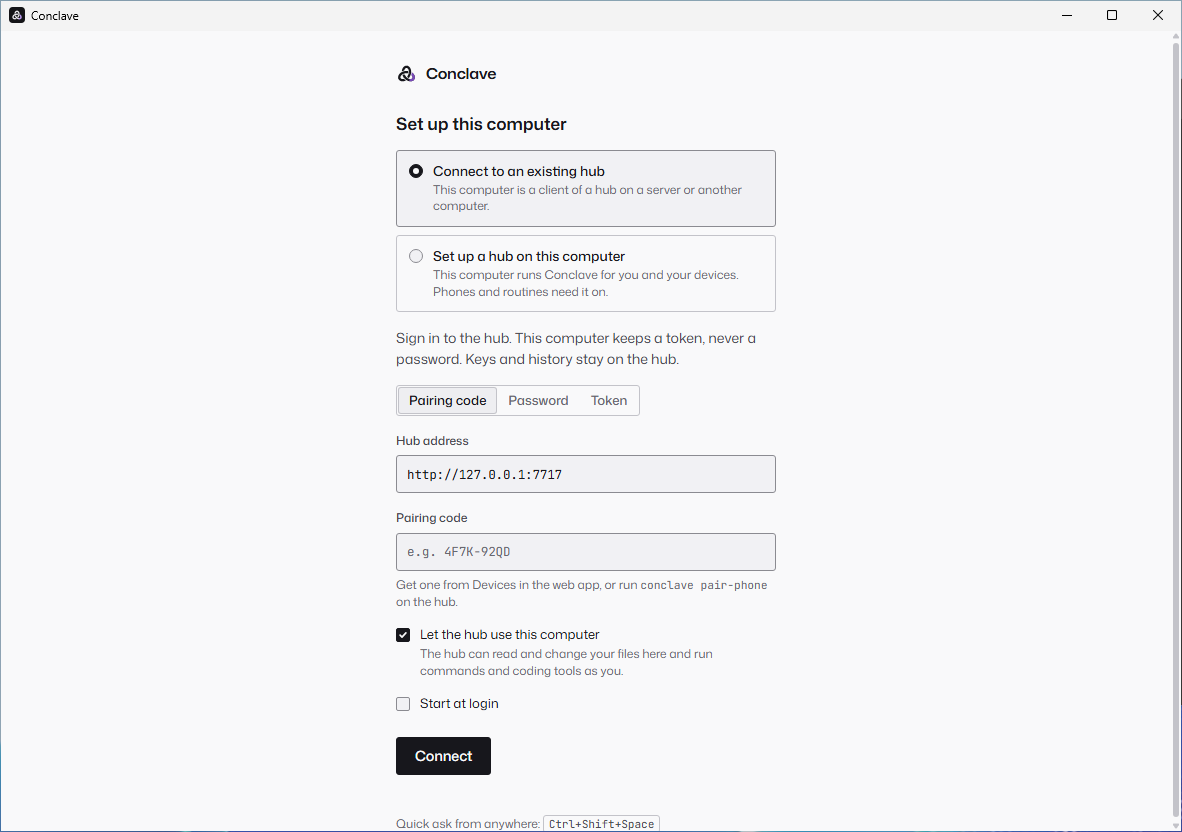 Conclave
Conclave
Set up this computer
Connect to an existing hub
This computer is a client of a hub on a server or another
computer.
Set up a hub on this computer
This computer runs Conclave for you and your devices.
Phones and routines need it on.
Sign in to the hub. This computer keeps a token, never a
password. Keys and history stay on the hub.
Pairing code Password Token
Hub address
http://127.0.0.1:7717
Pairing code
e.g. 4F7K-92QD
Get one from Devices in the web app, or run conclave pair-phone
on the hub.
Let the hub use this computer
The hub can read and change your files here and run
commands and coding tools as you.
Start at login
Connect
Quick ask from anywhere: Ctrl+Shift+Space